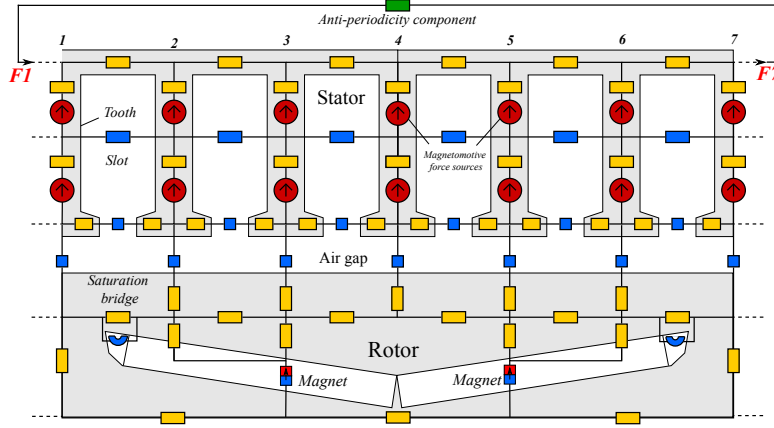 Anti-periodicity component
1 2 3 4 5 6 7
F1
F7
Stator
Tooth
Magnetomotive
force sources
Slot
Air gap
Saturation
bridge
Rotor
Magnet
Magnet